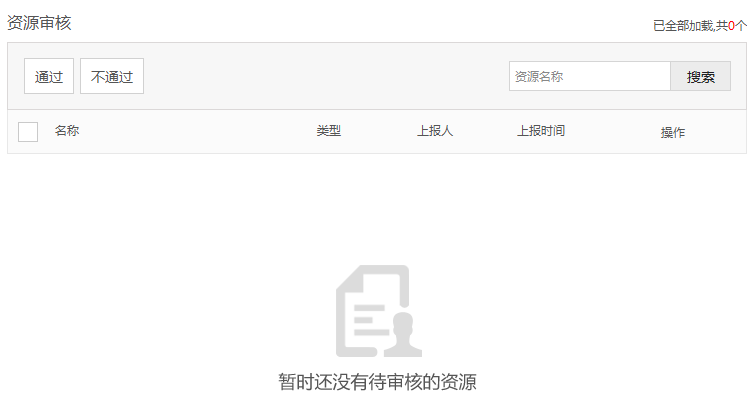 资源审核
已全部加载,共0个
通过 不通过 资源名称 搜索
名称 类型 上报人 上报时间 操作
暂时还没有待审核的资源